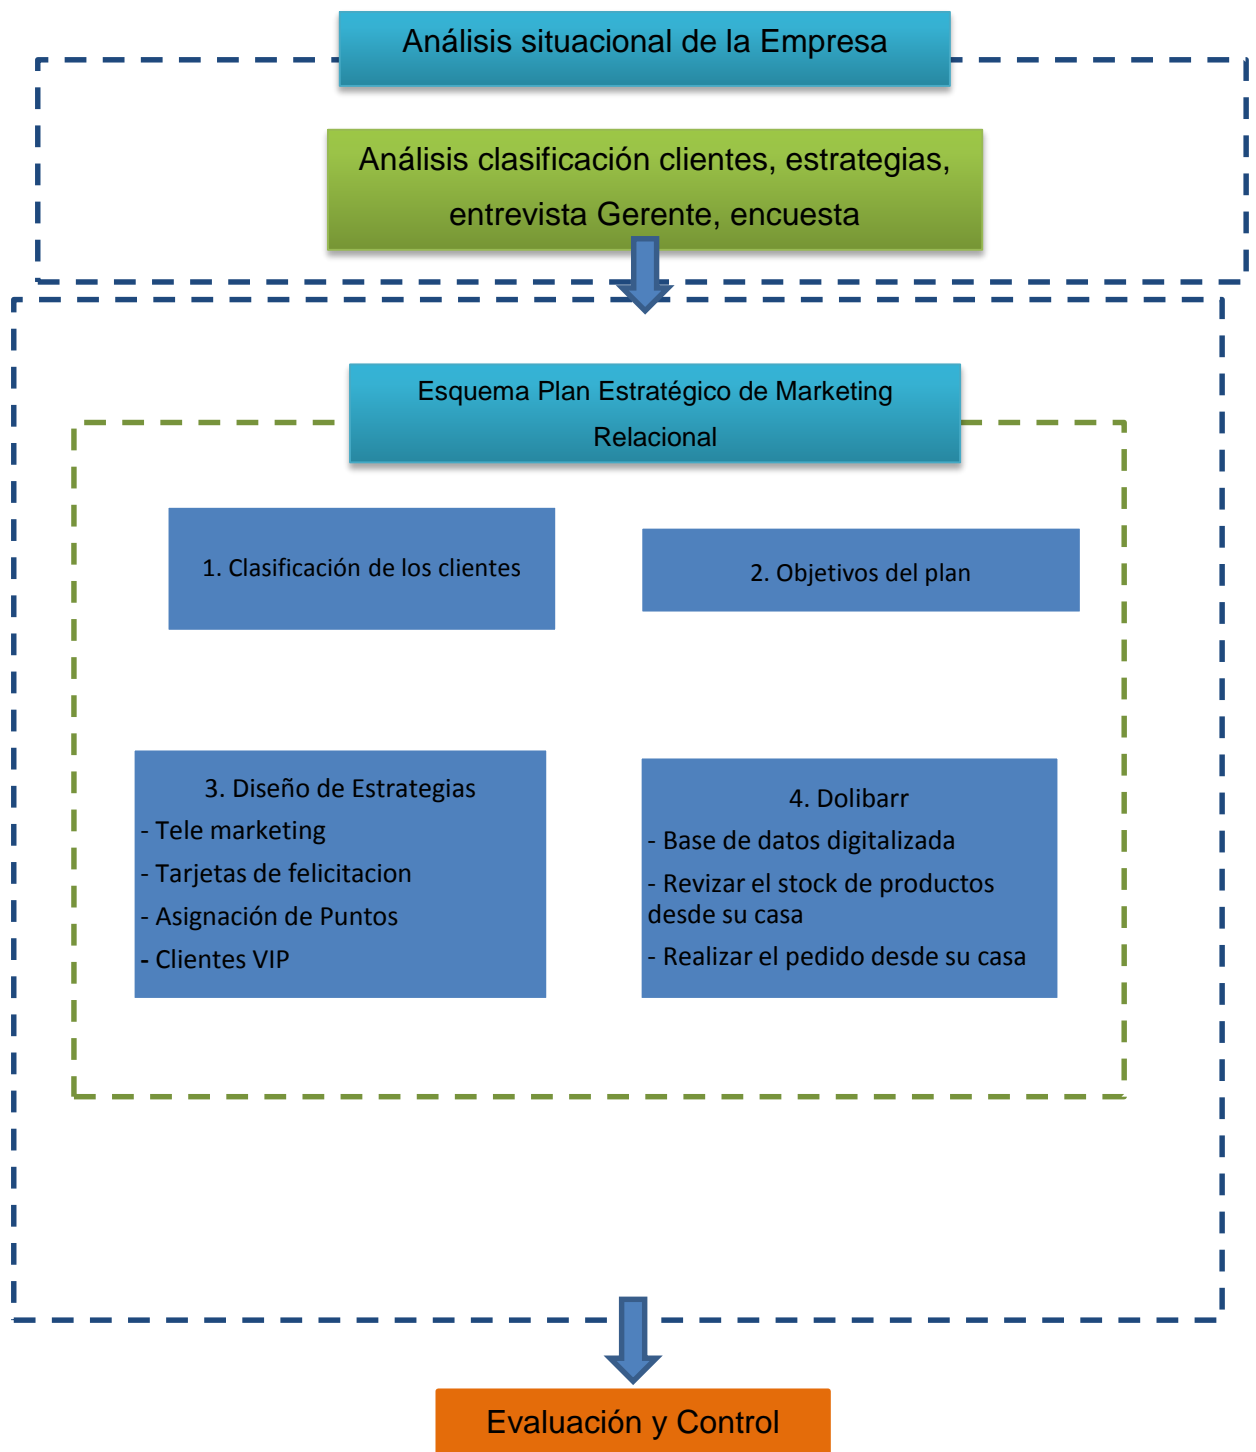 Análisis situacional de la Empresa
Análisis clasificación clientes, estrategias,
entrevista Gerente, encuesta
Esquema Plan Estratégico de Marketing
Relacional
1. Clasificación de los clientes
2. Objetivos del plan
3. Diseño de Estrategias
- Tele marketing
- Tarjetas de felicitacion
- Asignación de Puntos
- Clientes VIP
4. Dolibarr
- Base de datos digitalizada
- Revizar el stock de productos
desde su casa
- Realizar el pedido desde su casa
Evaluación y Control